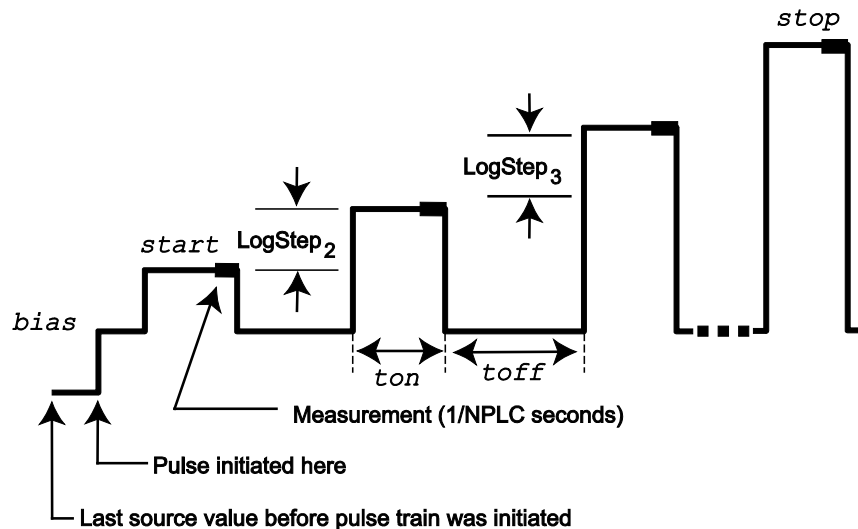 stop
LogStep3
start
LogStep2
bias
ton
toff
Measurement (1/NPLC seconds)
Pulse initiated here
Last source value before pulse train was initiated